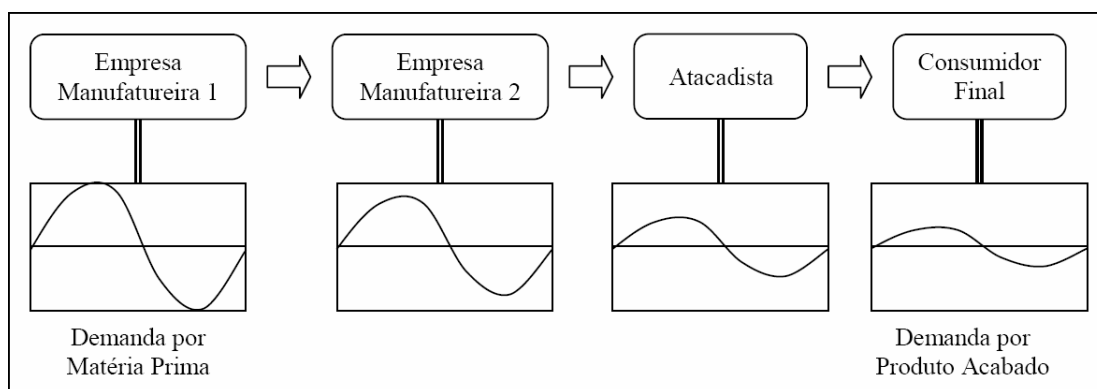 Empresa
Manufatureira 1
Empresa
Manufatureira 2
Atacadista
Consumidor
Final
Demanda por
Matéria Prima
Demanda por
Produto Acabado